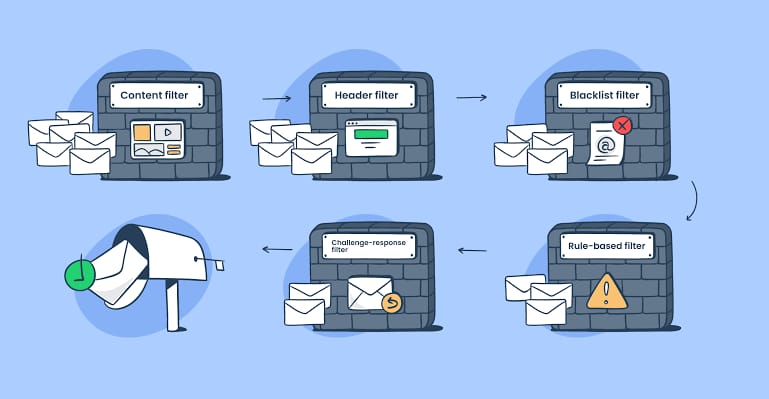 Content filter
Header filter
Blacklist filter
Rule-based filter
Challenge-response
filter